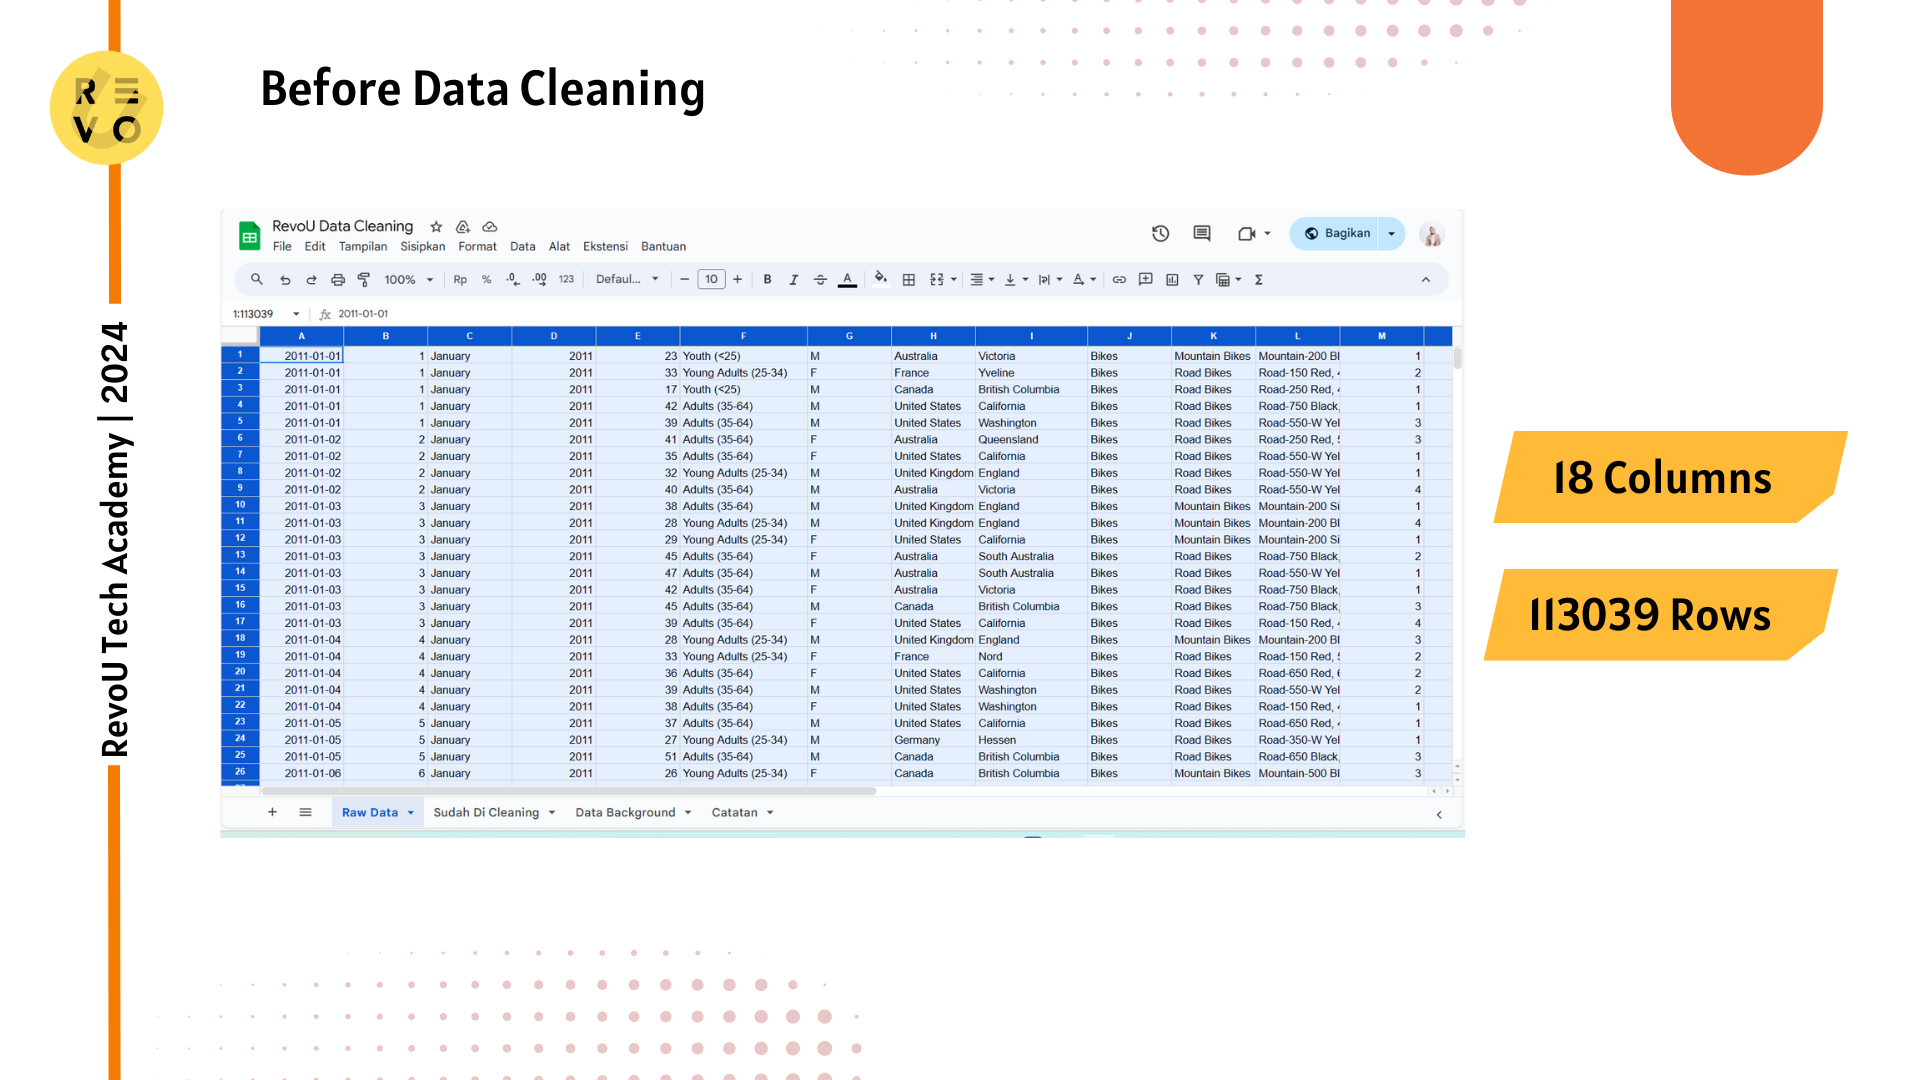 R E
V O
Before Data Cleaning
RevoU Tech Academy | 2024
RevoU Data Cleaning
File Edit Tampilan Sisipkan Format Data Alat Ekstensi Bantuan
Bagikan
100% Rp % .0 .00 123 Defaul... 10 B I A
1:113039 fx 2011-01-01
A B C D E F G H I J K L M
1 2011-01-01 1 January 2011 23 Youth (<25) M Australia Victoria Bikes Mountain Bikes Mountain-200 Bl 1
2 2011-01-01 1 January 2011 33 Young Adults (25-34) F France Yveline Bikes Road Bikes Road-150 Red, 2
3 2011-01-01 1 January 2011 17 Youth (<25) M Canada British Columbia Bikes Road Bikes Road-250 Red, 1
4 2011-01-01 1 January 2011 42 Adults (35-64) M United States California Bikes Road Bikes Road-750 Black, 1
5 2011-01-01 1 January 2011 39 Adults (35-64) M United States Washington Bikes Road Bikes Road-550-W Yel 3
6 2011-01-02 2 January 2011 41 Adults (35-64) F Australia Queensland Bikes Road Bikes Road-250 Red, 3
7 2011-01-02 2 January 2011 35 Adults (35-64) F United States California Bikes Road Bikes Road-550-W Yel 1
8 2011-01-02 2 January 2011 32 Young Adults (25-34) M United Kingdom England Bikes Road Bikes Road-550-W Yel 1
9 2011-01-02 2 January 2011 40 Adults (35-64) M Australia Victoria Bikes Road Bikes Road-550-W Yel 4
10 2011-01-03 3 January 2011 38 Adults (35-64) M United Kingdom England Bikes Mountain Bikes Mountain-200 Si 1
11 2011-01-03 3 January 2011 28 Young Adults (25-34) M United Kingdom England Bikes Mountain Bikes Mountain-200 Bl 4
12 2011-01-03 3 January 2011 29 Young Adults (25-34) F United States California Bikes Mountain Bikes Mountain-200 Si 1
13 2011-01-03 3 January 2011 45 Adults (35-64) F Australia South Australia Bikes Road Bikes Road-750 Black, 2
14 2011-01-03 3 January 2011 47 Adults (35-64) M Australia South Australia Bikes Road Bikes Road-550-W Yel 1
15 2011-01-03 3 January 2011 42 Adults (35-64) F Australia Victoria Bikes Road Bikes Road-750 Black, 1
16 2011-01-03 3 January 2011 45 Adults (35-64) M Canada British Columbia Bikes Road Bikes Road-750 Black, 3
17 2011-01-03 3 January 2011 39 Adults (35-64) F United States California Bikes Road Bikes Road-150 Red, 4
18 2011-01-04 4 January 2011 28 Young Adults (25-34) M United Kingdom England Bikes Mountain Bikes Mountain-200 Bl 3
19 2011-01-04 4 January 2011 33 Young Adults (25-34) F France Nord Bikes Road Bikes Road-150 Red, 2
20 2011-01-04 4 January 2011 36 Adults (35-64) F United States California Bikes Road Bikes Road-650 Red, 2
21 2011-01-04 4 January 2011 39 Adults (35-64) M United States Washington Bikes Road Bikes Road-550-W Yel 2
22 2011-01-04 4 January 2011 38 Adults (35-64) F United States Washington Bikes Road Bikes Road-150 Red, 1
23 2011-01-05 5 January 2011 37 Adults (35-64) M United States California Bikes Road Bikes Road-650 Red, 1
24 2011-01-05 5 January 2011 27 Young Adults (25-34) M Germany Hessen Bikes Road Bikes Road-350-W Yel 1
25 2011-01-05 5 January 2011 51 Adults (35-64) M Canada British Columbia Bikes Road Bikes Road-650 Black, 3
26 2011-01-06 6 January 2011 26 Young Adults (25-34) F Canada British Columbia Bikes Mountain Bikes Mountain-500 Bl 3
Raw Data Sudah Di Cleaning Data Background Catatan
18 Columns
113039 Rows